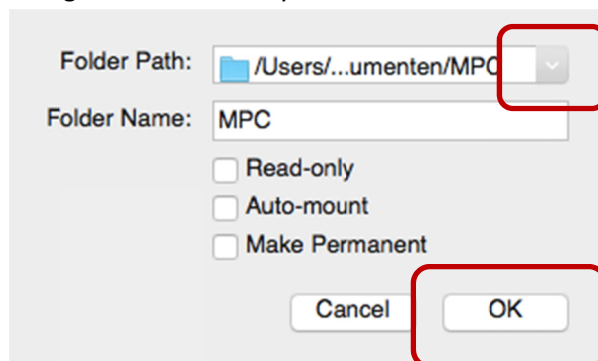 Folder Path: /Users/...umenten/MPC
Folder Name: MPC
Read-only
Auto-mount
Make Permanent
Cancel OK